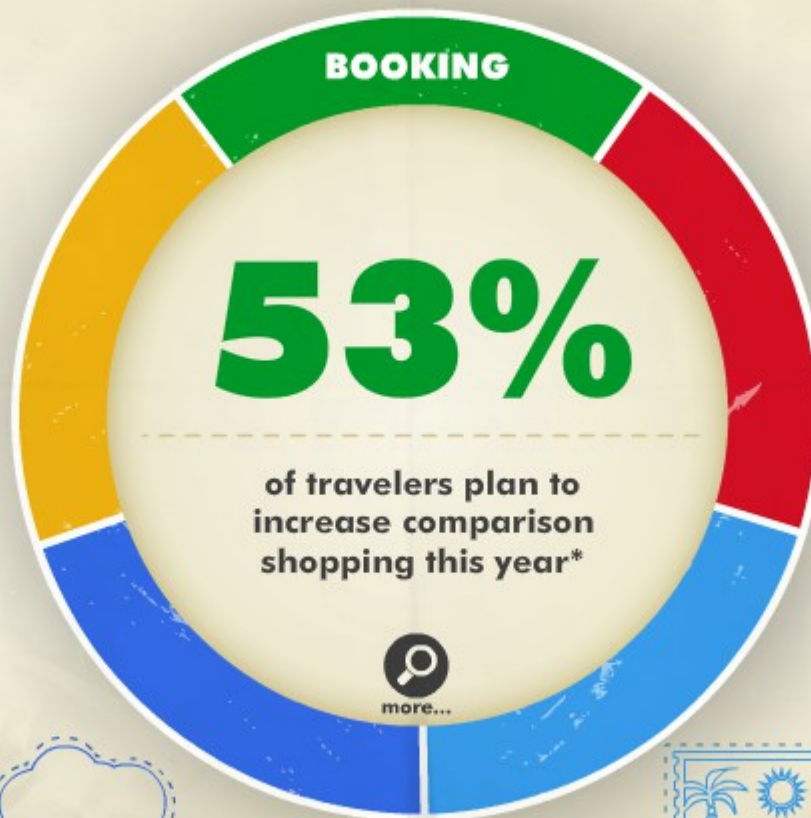 BOOKING
53%
of travelers plan to
increase comparison
shopping this year*
more...